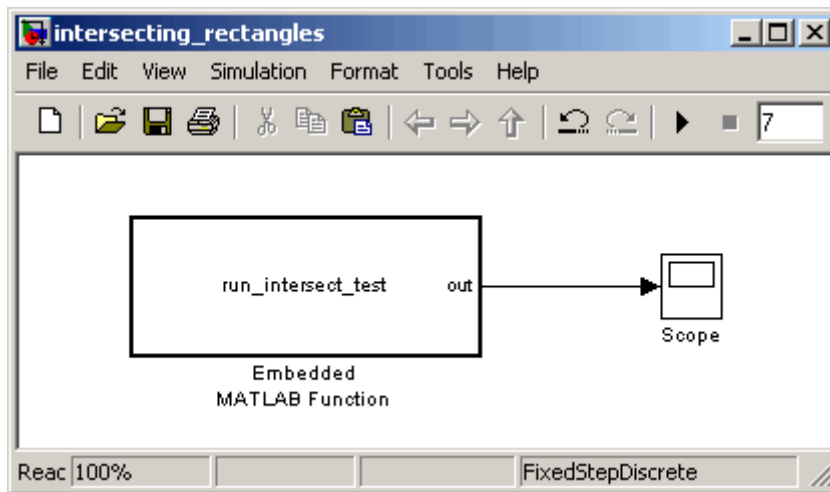 intersecting_rectangles
File Edit View Simulation Format Tools Help
7
run_intersect_test out
Scope
Embedded
MATLAB Function
Reac 100% FixedStepDiscrete